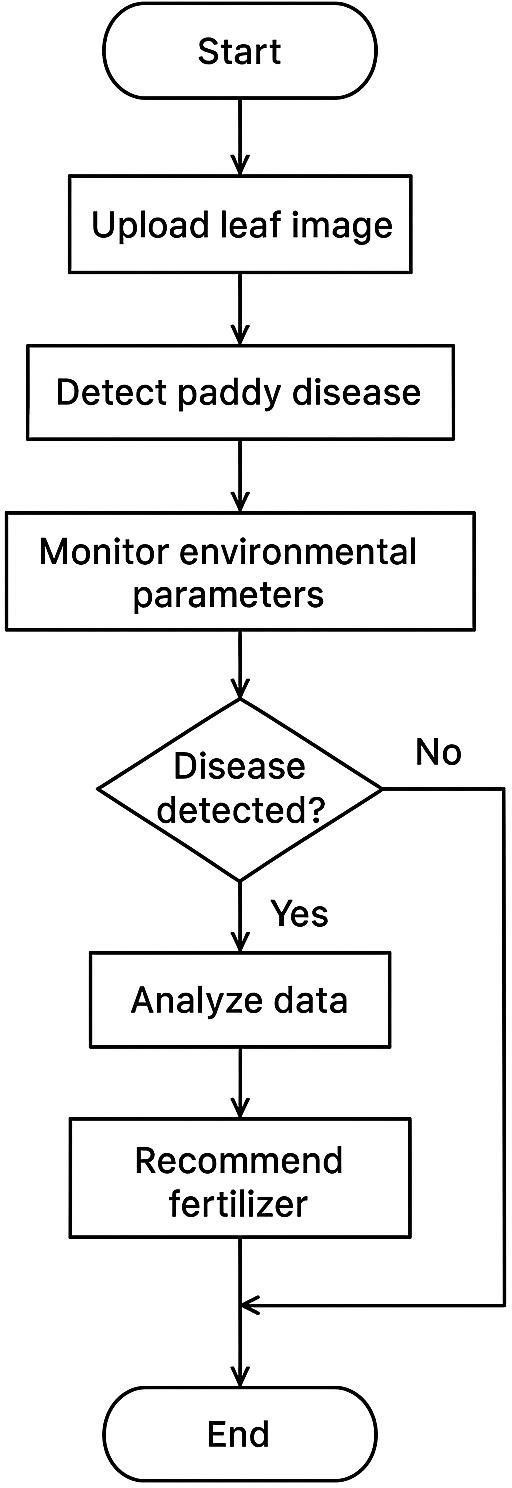 Start
Upload leaf image
Detect paddy disease
Monitor environmental
parameters
Disease
detected?
No
Yes
Analyze data
Recommend
fertilizer
End